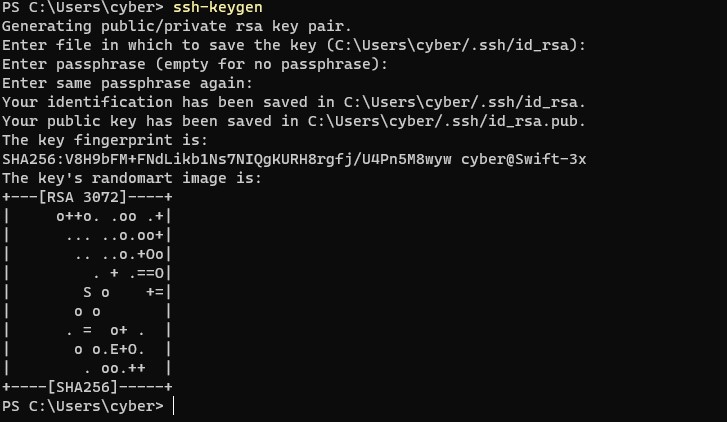 PS C:\Users\cyber> ssh-keygen
Generating public/private rsa key pair.
Enter file in which to save the key (C:\Users\cyber/.ssh/id_rsa):
Enter passphrase (empty for no passphrase):
Enter same passphrase again:
Your identification has been saved in C:\Users\cyber/.ssh/id_rsa.
Your public key has been saved in C:\Users\cyber/.ssh/id_rsa.pub.
The key fingerprint is:
SHA256:V8H9bFM+FNdLikb1Ns7NIQgKURH8rgfj/U4Pn5M8wyw cyber@Swift-3x
The key's randomart image is:
+---[RSA 3072]----+
|     o++o. .oo .+|
|      ... ..o.oo+|
|       .. ..o.+Oo|
|         . + .==O|
|        S o    +=|
|       o o       |
|      . =  o+ .  |
|       o o.E+O.  |
|        . oo.++  |
+----[SHA256]-----+
PS C:\Users\cyber>